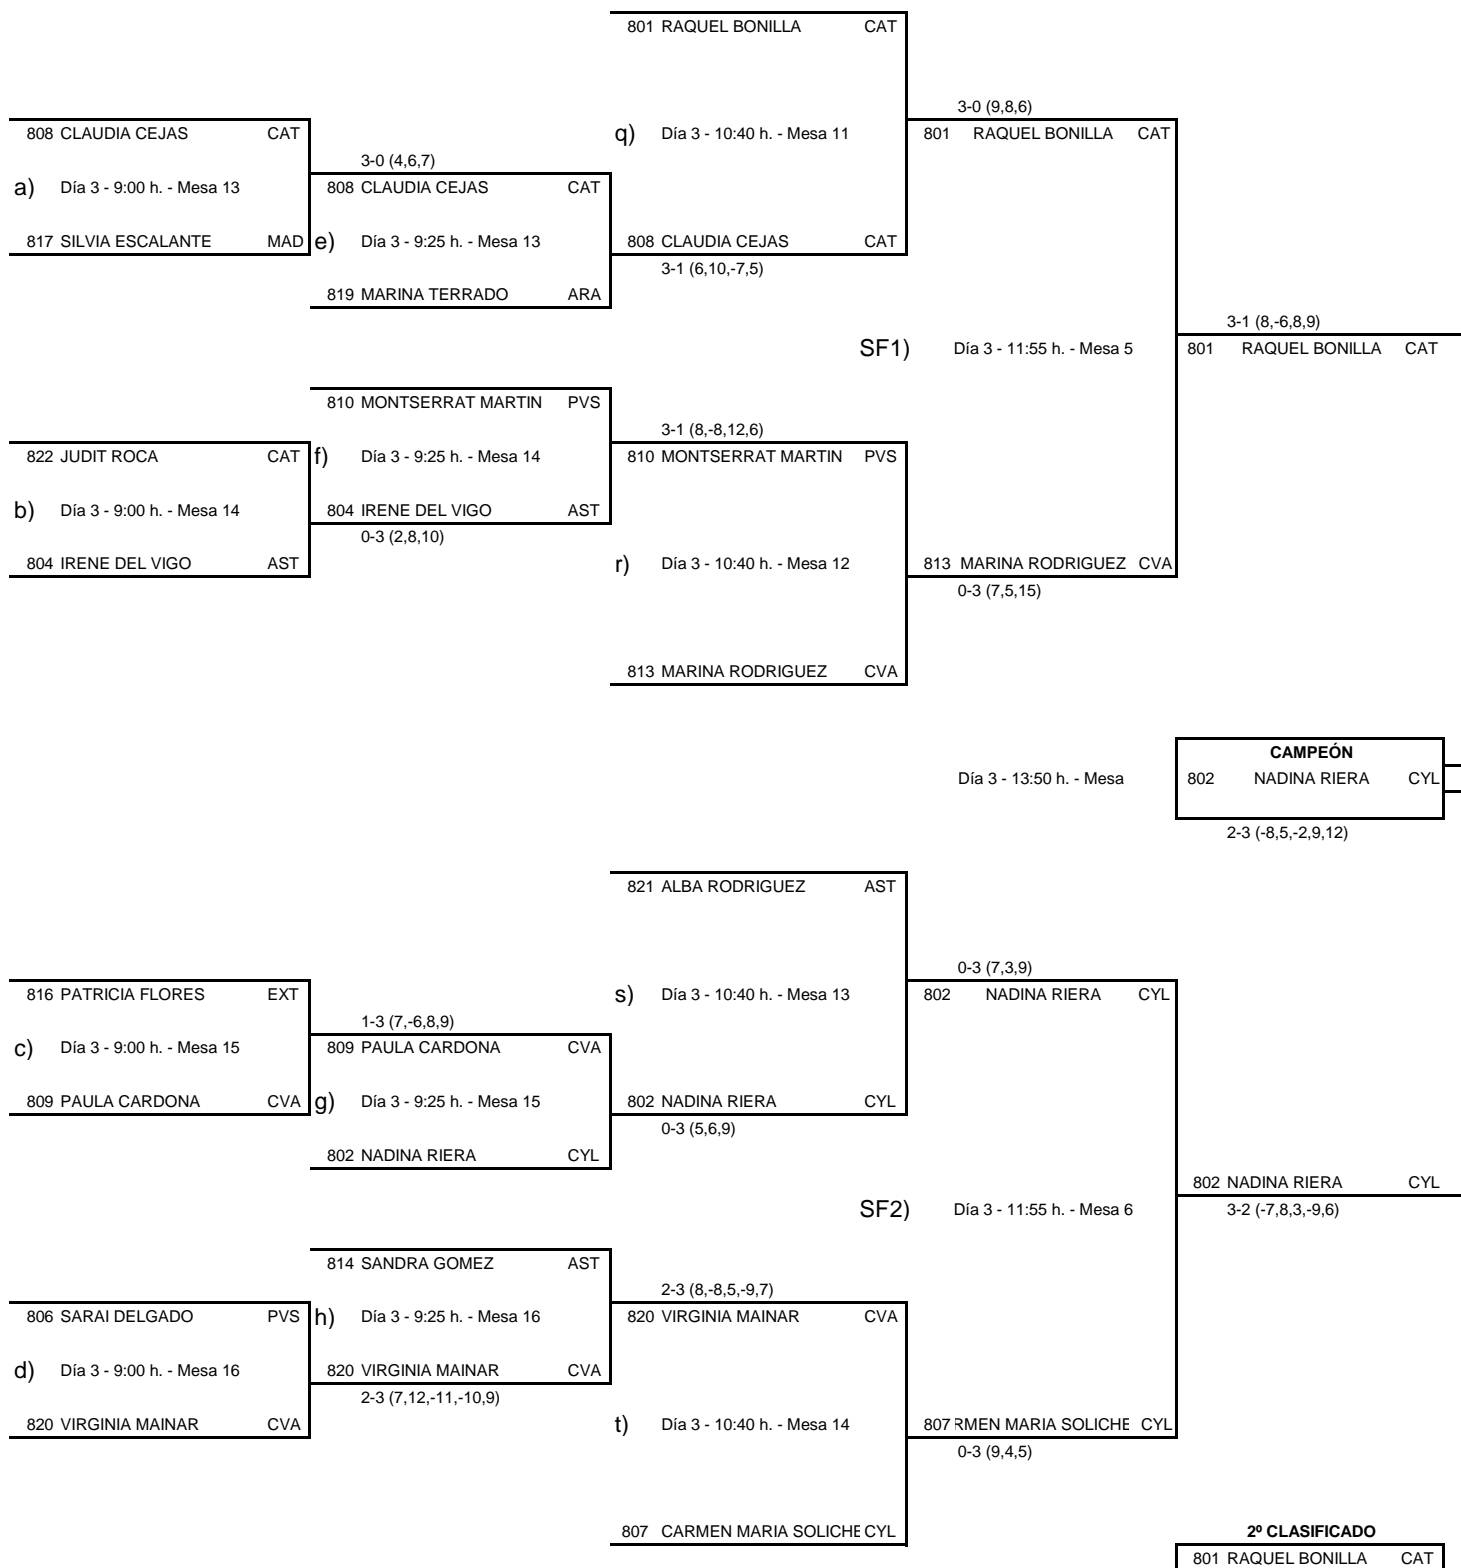 801 RAQUEL BONILLA CAT
3-0 (9,8,6)
808 CLAUDIA CEJAS CAT
q) Día 3 - 10:40 h. - Mesa 11
801 RAQUEL BONILLA CAT
3-0 (4,6,7)
a) Día 3 - 9:00 h. - Mesa 13
808 CLAUDIA CEJAS CAT
817 SILVIA ESCALANTE MAD
e) Día 3 - 9:25 h. - Mesa 13
808 CLAUDIA CEJAS CAT
3-1 (6,10,-7,5)
819 MARINA TERRADO ARA
3-1 (8,-6,8,9)
SF1) Día 3 - 11:55 h. - Mesa 5
801 RAQUEL BONILLA CAT
810 MONTSERRAT MARTIN PVS
3-1 (8,-8,12,6)
822 JUDIT ROCA CAT
f) Día 3 - 9:25 h. - Mesa 14
810 MONTSERRAT MARTIN PVS
b) Día 3 - 9:00 h. - Mesa 14
804 IRENE DEL VIGO AST
0-3 (2,8,10)
804 IRENE DEL VIGO AST
r) Día 3 - 10:40 h. - Mesa 12
813 MARINA RODRIGUEZ CVA
0-3 (7,5,15)
813 MARINA RODRIGUEZ CVA
CAMPEÓN
Día 3 - 13:50 h. - Mesa
802 NADINA RIERA CYL
2-3 (-8,5,-2,9,12)
821 ALBA RODRIGUEZ AST
0-3 (7,3,9)
816 PATRICIA FLORES EXT
s) Día 3 - 10:40 h. - Mesa 13
802 NADINA RIERA CYL
1-3 (7,-6,8,9)
c) Día 3 - 9:00 h. - Mesa 15
809 PAULA CARDONA CVA
809 PAULA CARDONA CVA
g) Día 3 - 9:25 h. - Mesa 15
802 NADINA RIERA CYL
0-3 (5,6,9)
802 NADINA RIERA CYL
802 NADINA RIERA CYL
SF2) Día 3 - 11:55 h. - Mesa 6
3-2 (-7,8,3,-9,6)
814 SANDRA GOMEZ AST
2-3 (8,-8,5,-9,7)
806 SARAI DELGADO PVS
h) Día 3 - 9:25 h. - Mesa 16
820 VIRGINIA MAINAR CVA
d) Día 3 - 9:00 h. - Mesa 16
820 VIRGINIA MAINAR CVA
2-3 (7,12,-11,-10,9)
820 VIRGINIA MAINAR CVA
t) Día 3 - 10:40 h. - Mesa 14
807 RMEN MARIA SOLICHE CYL
0-3 (9,4,5)
807 CARMEN MARIA SOLICHE CYL
2º CLASIFICADO
801 RAQUEL BONILLA CAT